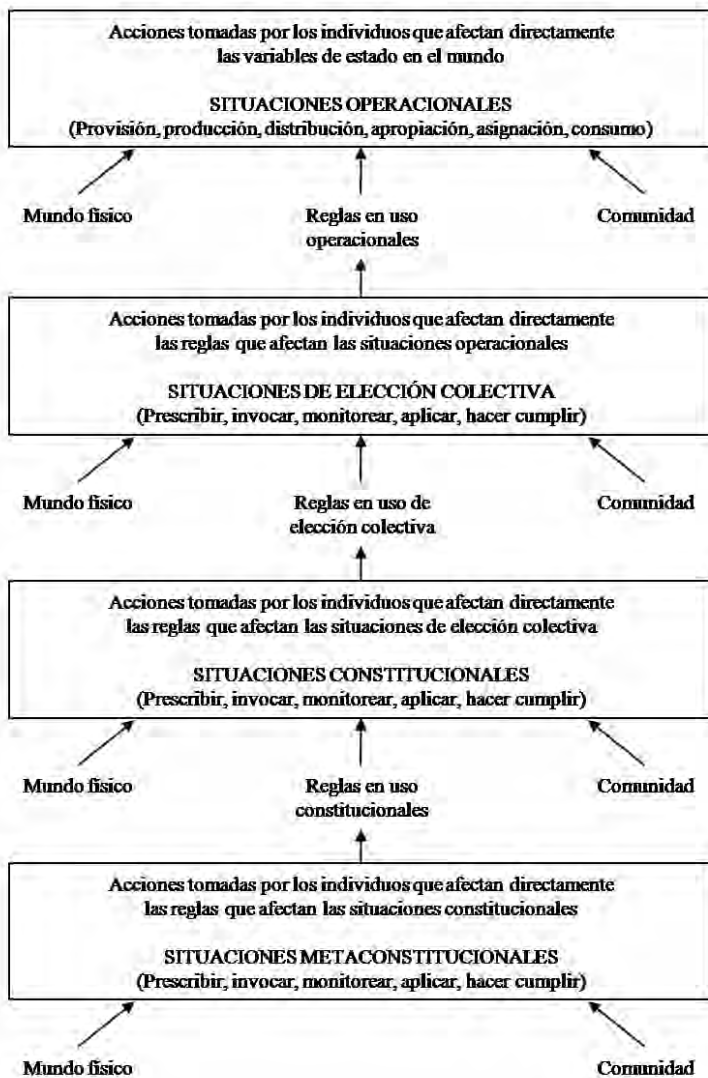 Acciones tomadas por los individuos que afectan directamente
las variables de estado en el mundo
SITUACIONES OPERACIONALES
(Provisión, producción, distribución, apropiación, asignación, consumo)
Mundo físico
Reglas en uso
operacionales
Comunidad
Acciones tomadas por los individuos que afectan directamente
las reglas que afectan las situaciones operacionales
SITUACIONES DE ELECCIÓN COLECTIVA
(Prescribir, invocar, monitorear, aplicar, hacer cumplir)
Mundo físico
Reglas en uso de
elección colectiva
Comunidad
Acciones tomadas por los individuos que afectan directamente
las reglas que afectan las situaciones de elección colectiva
SITUACIONES CONSTITUCIONALES
(Prescribir, invocar, monitorear, aplicar, hacer cumplir)
Mundo físico
Reglas en uso
constitucionales
Comunidad
Acciones tomadas por los individuos que afectan directamente
las reglas que afectan las situaciones constitucionales
SITUACIONES METACONSTITUCIONALES
(Prescribir, invocar, monitorear, aplicar, hacer cumplir)
Mundo físico
Comunidad